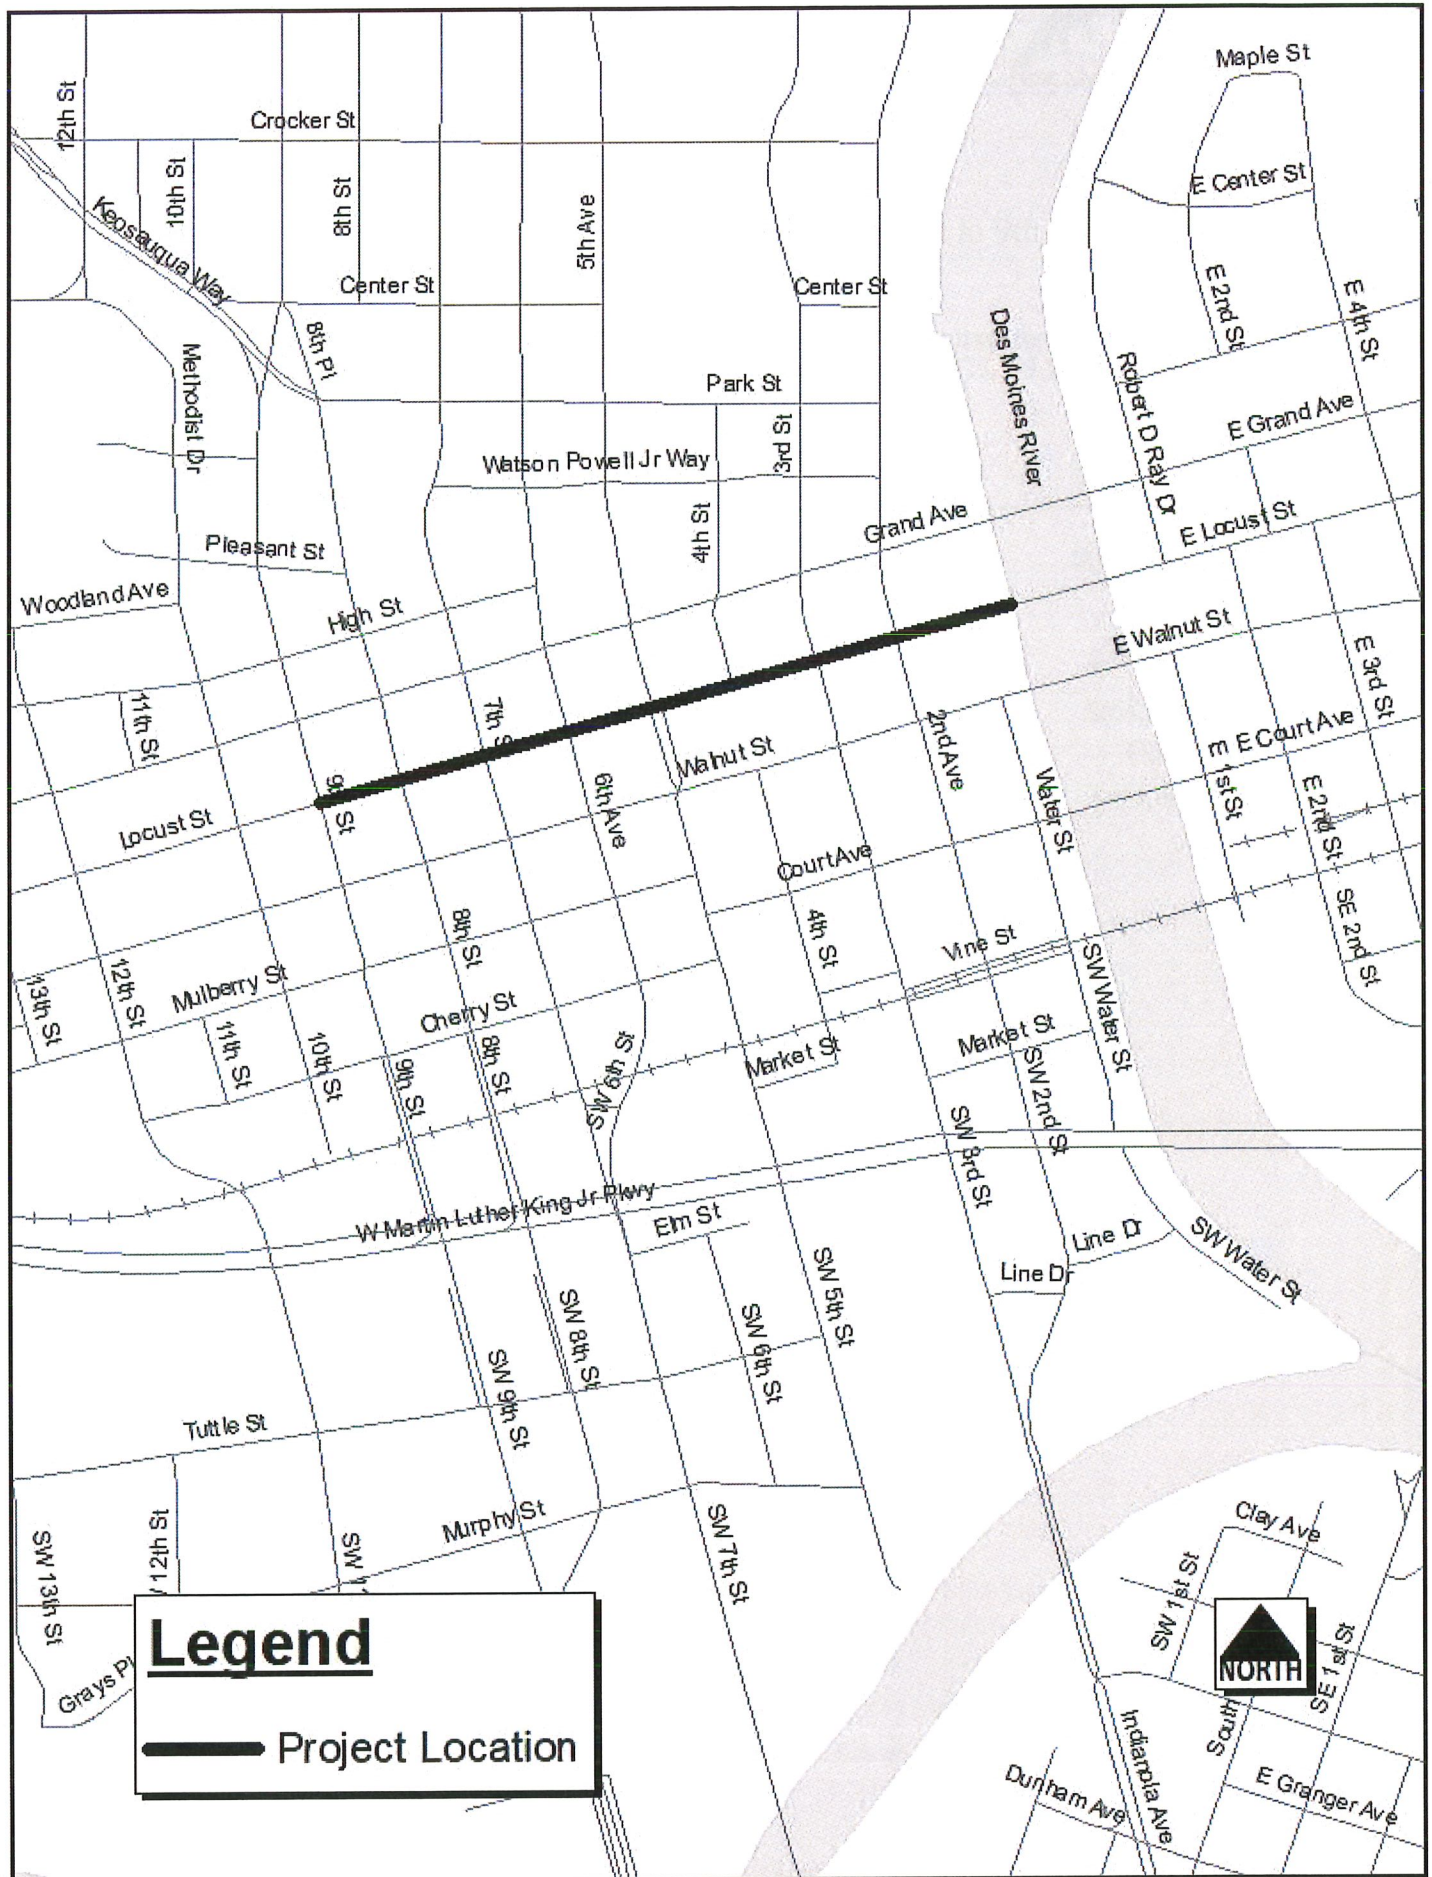 Maple St
12th St
Crocker St
10th St
8th St
E Center St
Keosauqua Way
5th Ave
Center St
Center St
E 2nd St
E 4th St
8th Pl
Des Moines River
Methodist Dr
Park St
Robert D Ray Dr
E Grand Ave
3rd St
Watson Powell Jr Way
4th St
Grand Ave
E Locust St
Pleasant St
Woodland Ave
High St
E Walnut St
E 3rd St
11th St
7th S
2nd Ave
E Court Ave
Walnut St
E 1st St
9 St
6th Ave
Water St
E 2nd St
Locust St
Court Ave
SE 2nd St
8th St
4th St
Vine St
12th St
Mulberry St
13th St
SW Water St
Cherry St
11th St
10th St
9th St
8th St
SW 6th St
Market St
Market St
SW 2nd St
SW 3rd St
W Martin Luther King Jr Pkwy
Elm St
Line Dr
SW Water St
Line Dr
SW 5th St
SW 8th St
SW 6th St
SW 9th St
Tuttle St
Murphy St
SW 7th St
Clay Ave
SW 13th St
12th St
SW 1
SW 1st St
SE 1st St
NORTH
Legend
Grays Pl
South
Project Location
Indianola Ave
Dunham Ave
E Granger Ave